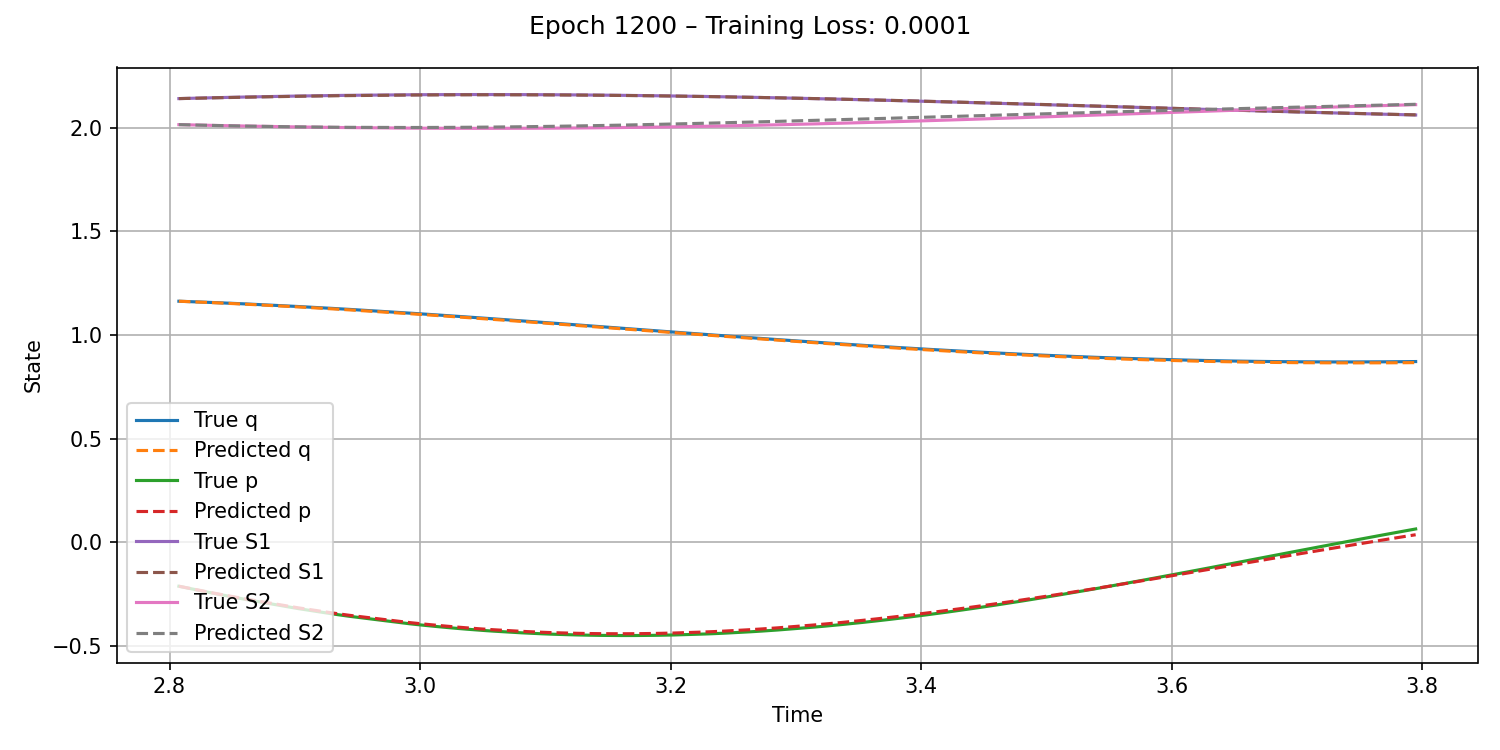 Epoch 1200 – Training Loss: 0.0001
State
2.0
1.5
1.0
0.5
0.0
−0.5
True q
Predicted q
True p
Predicted p
True S1
Predicted S1
True S2
Predicted S2
2.8 3.0 3.2 3.4 3.6 3.8
Time